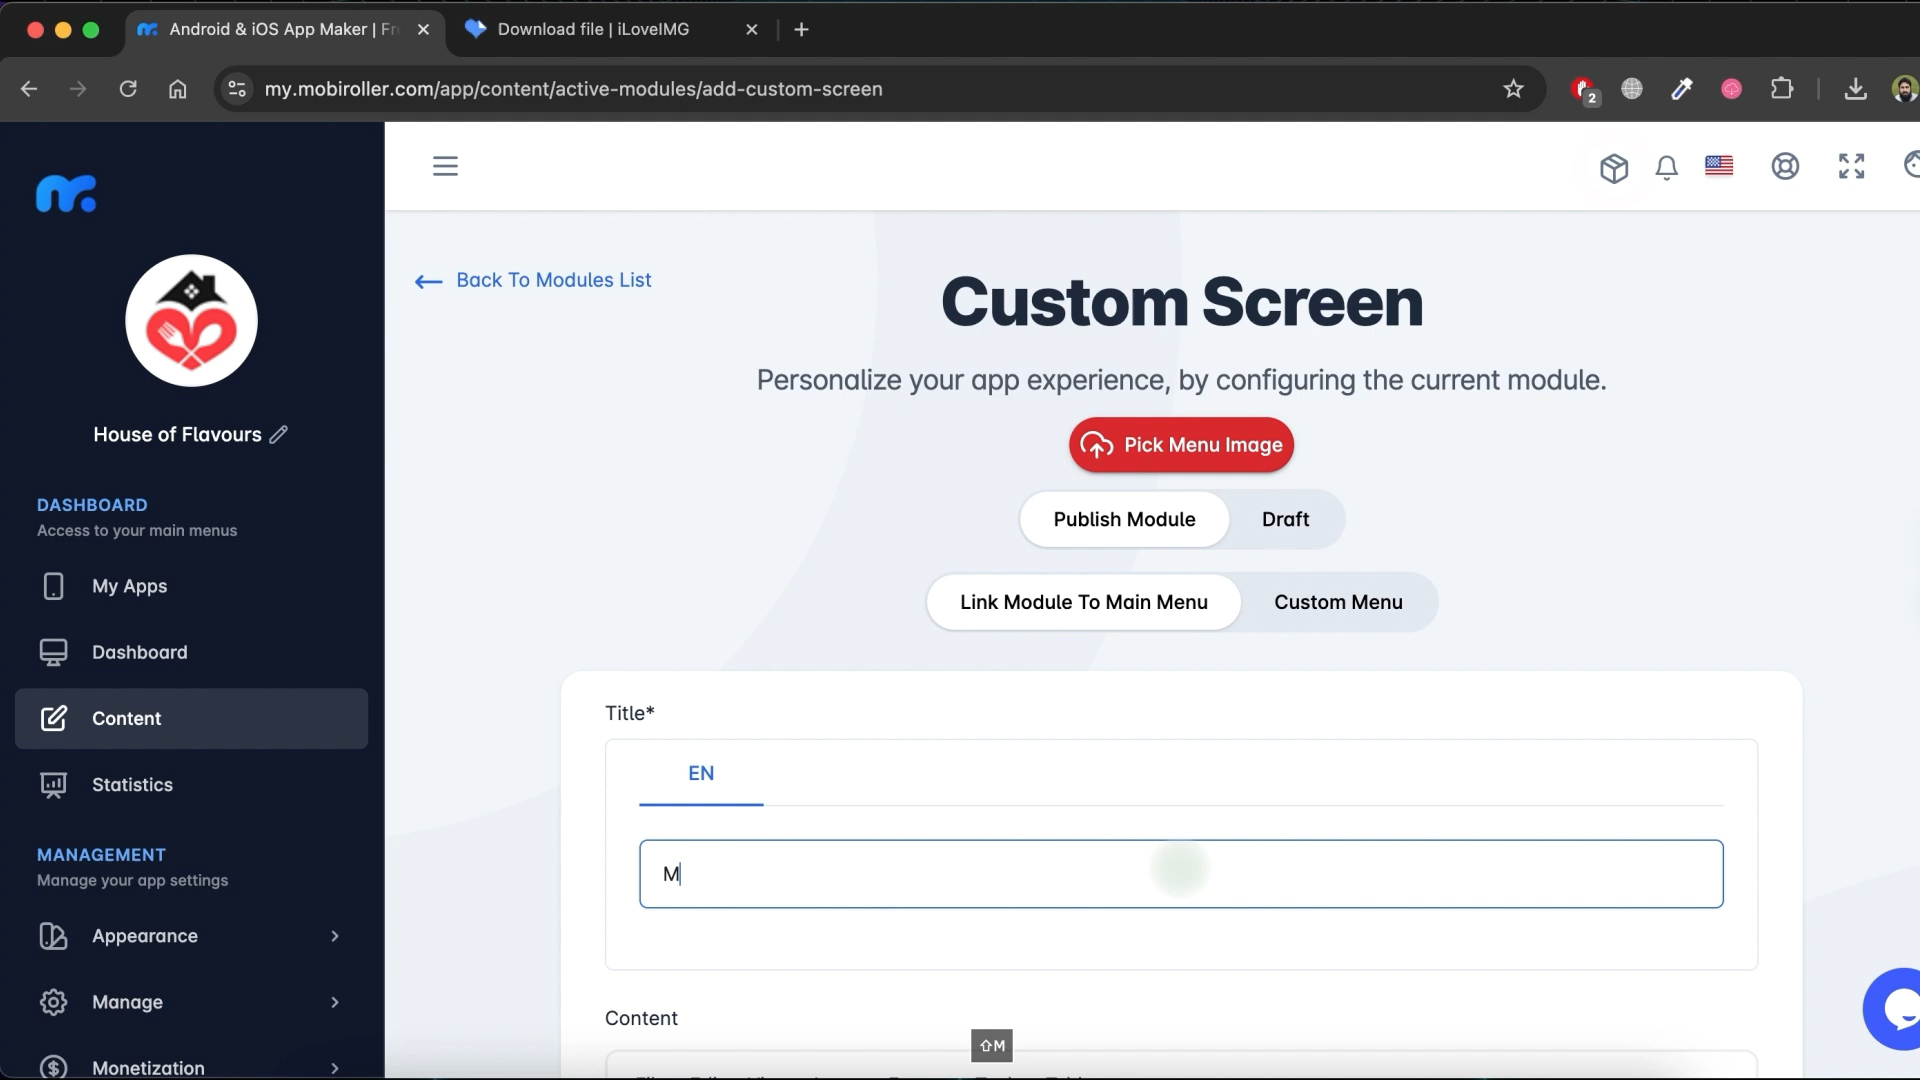 Android & iOS App Maker | Fr
Download file | iLoveIMG
my.mobiroller.com/app/content/active-modules/add-custom-screen
2
Back To Modules List
Custom Screen
Personalize your app experience, by configuring the current module.
Pick Menu Image
Publish Module
Draft
Link Module To Main Menu
Custom Menu
House of Flavours
DASHBOARD
Access to your main menus
My Apps
Dashboard
Content
Statistics
MANAGEMENT
Manage your app settings
Appearance
Manage
Monetization
Title*
EN
M
Content
⇧M